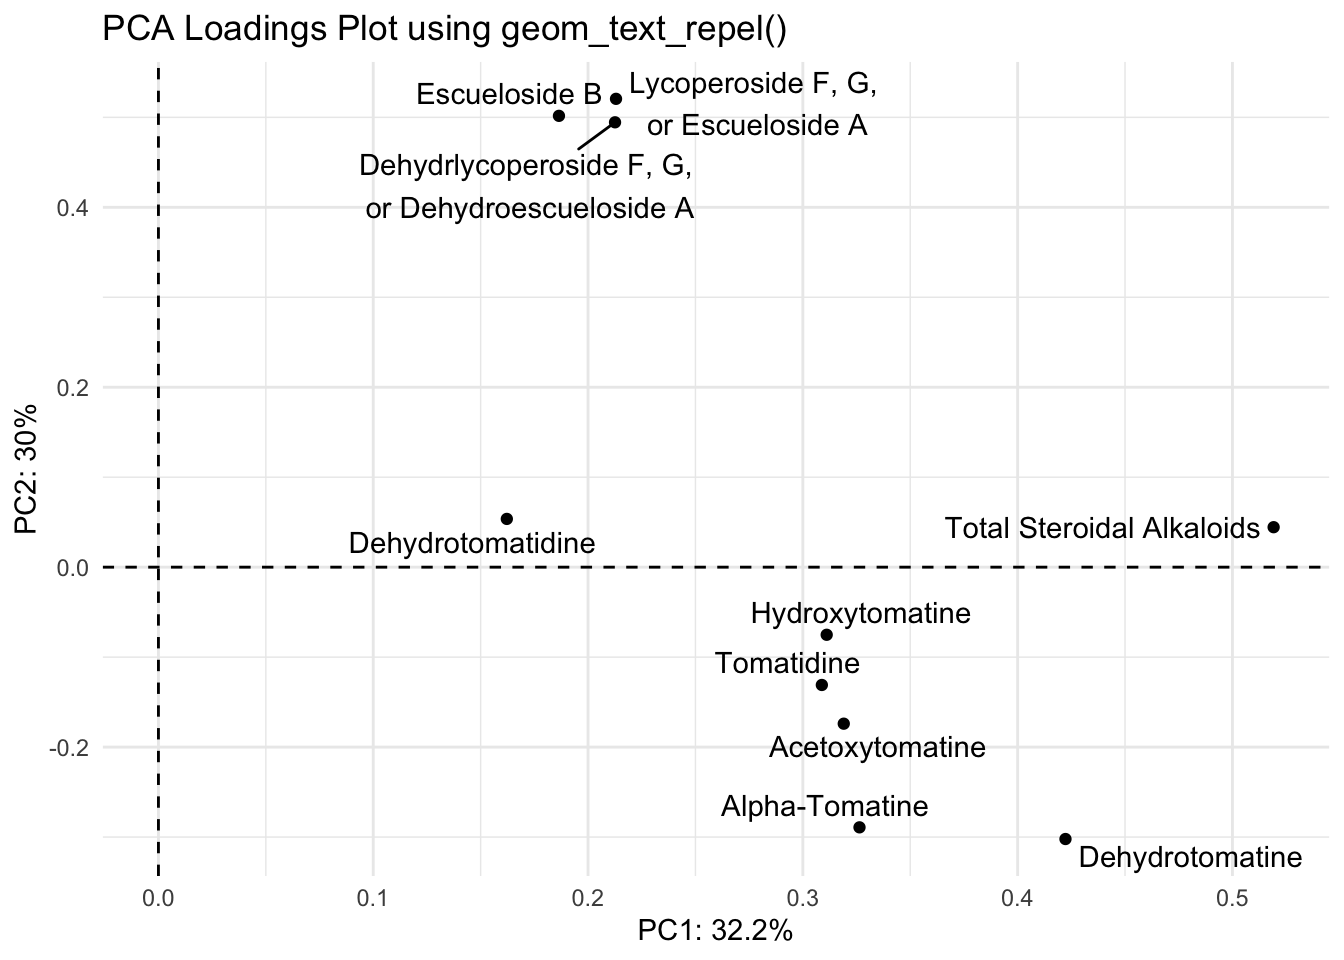 PCA Loadings Plot using geom_text_repel()
Escueloside B
Lycoperoside F, G,
or Escueloside A
Dehydrlycoperoside F, G,
or Dehydroescueloside A
0.4
0.2
PC2: 30%
Dehydrotomatidine
Total Steroidal Alkaloids
0.0
Hydroxytomatine
Tomatidine
-0.2
Acetoxytomatine
Alpha-Tomatine
Dehydrotomatine
0.0
0.1
0.2
0.3
0.4
0.5
PC1: 32.2%